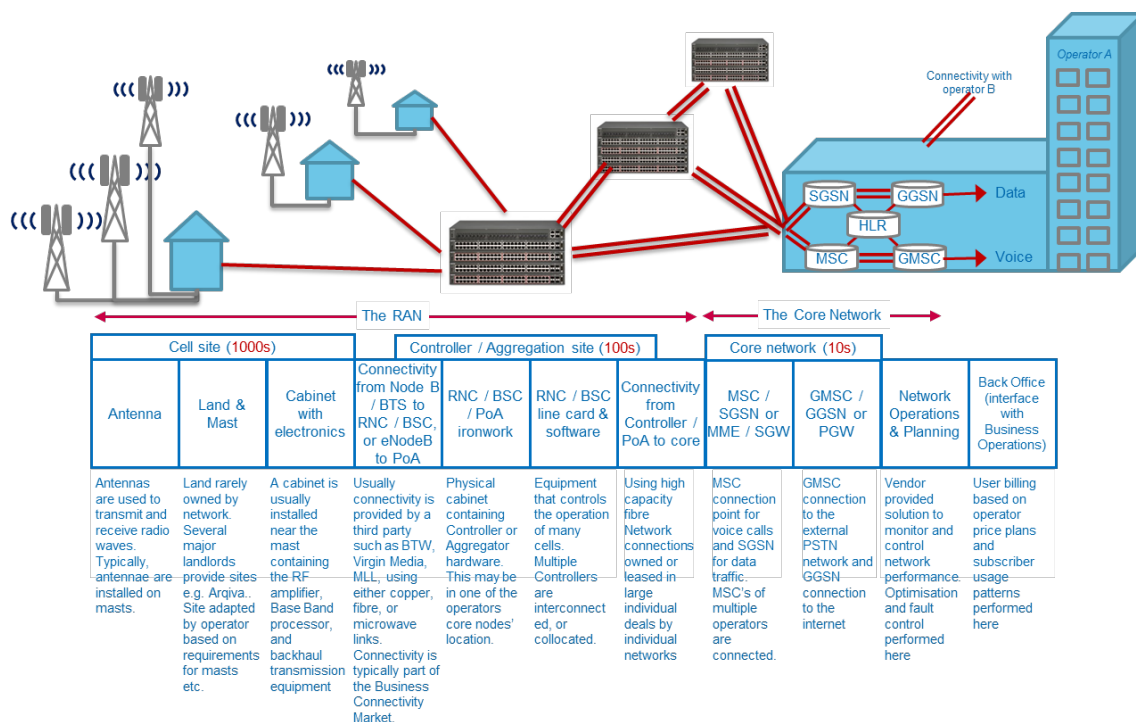 Operator A
Connectivity with
operator B
SGSN
GGSN
Data
HLR
MSC
GMSC
Voice
The RAN
The Core Network
Cell site (1000s)
Controller / Aggregation site (100s)
Core network (10s)
Antenna
Land &
Mast
Cabinet
with
electronics
Connectivity
from Node B
/ BTS to
RNC / BSC,
or eNodeB
to PoA
RNC / BSC
/ PoA
ironwork
RNC / BSC
line card &
software
Connectivity
from
Controller /
PoA to core
MSC /
SGSN or
MME / SGW
GMSC /
GGSN or
PGW
Network
Operations
& Planning
Back Office
(interface
with
Business
Operations)
Antennas
are used to
transmit and
receive radio
waves.
Typically,
antennae are
installed on
masts.
Land rarely
owned by
network.
Several
major
landlords
provide sites
e.g. Arqiva..
Site adapted
by operator
based on
requirements
for masts
etc.
A cabinet is
usually
installed
near the
mast
containing
the RF
amplifier,
Base Band
processor,
and
backhaul
transmission
equipment
Usually
connectivity is
provided by a
third party
such as BTW,
Virgin Media,
MLL, using
either copper,
fibre, or
microwave
links.
Connectivity is
typically part of
the Business
Connectivity
Market.
Physical
cabinet
containing
Controller or
Aggregator
hardware.
This may be
in one of the
operators
core nodes'
location.
Equipment
that controls
the operation
of many
cells.
Multiple
Controllers
are
interconnect
ed, or
collocated.
Using high
capacity
fibre
Network
connections
owned or
leased in
large
individual
deals by
individual
networks
MSC
connection
point for
voice calls
and SGSN
for data
traffic.
MSC's of
multiple
operators
are
connected.
GMSC
connection
to the
external
PSTN
network and
GGSN
connection
to the
internet
Vendor
provided
solution to
monitor and
control
network
performance.
Optimisation
and fault
control
performed
here
User billing
based on
operator
price plans
and
subscriber
usage
patterns
performed
here